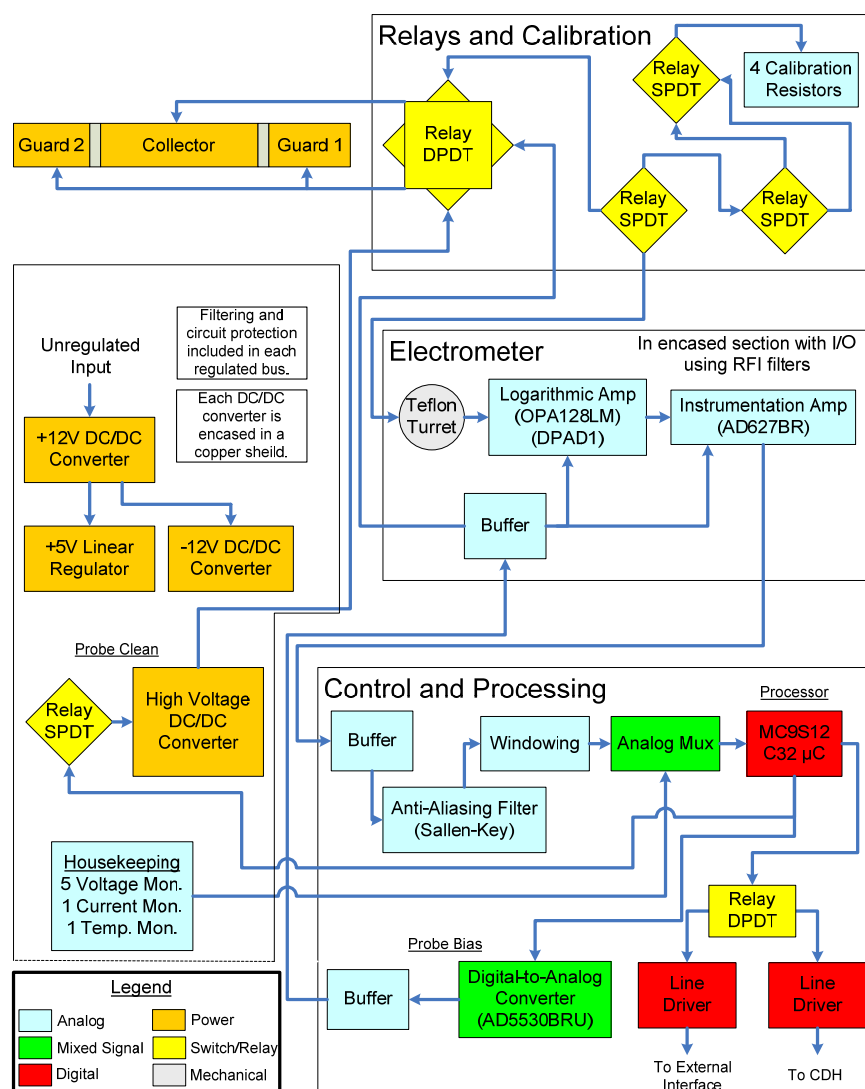 Relays and Calibration
Relay
SPDT
4 Calibration
Resistors
Relay
DPDT
Guard 2
Collector
Guard 1
Relay
SPDT
Relay
SPDT
Filtering and
circuit protection
included in each
regulated bus.
Each DC/DC
converter is
encased in a
copper sheild.
Unregulated
Input
+12V DC/DC
Converter
+5V Linear
Regulator
-12V DC/DC
Converter
Probe Clean
Relay
SPDT
High Voltage
DC/DC
Converter
Housekeeping
5 Voltage Mon.
1 Current Mon.
1 Temp. Mon.
Electrometer
In encased section with I/O
using RFI filters
Teflon
Turret
Logarithmic Amp
(OPA128LM)
(DPAD1)
Instrumentation Amp
(AD627BR)
Buffer
Control and Processing
Processor
Buffer
Windowing
Analog Mux
MC9S12
C32 µC
Anti-Aliasing Filter
(Sallen-Key)
Relay
DPDT
Probe Bias
Buffer
Digital-to-Analog
Converter
(AD5530BRU)
Line
Driver
Line
Driver
To External
Interface
To CDH
Legend
Analog
Power
Mixed Signal
Switch/Relay
Digital
Mechanical